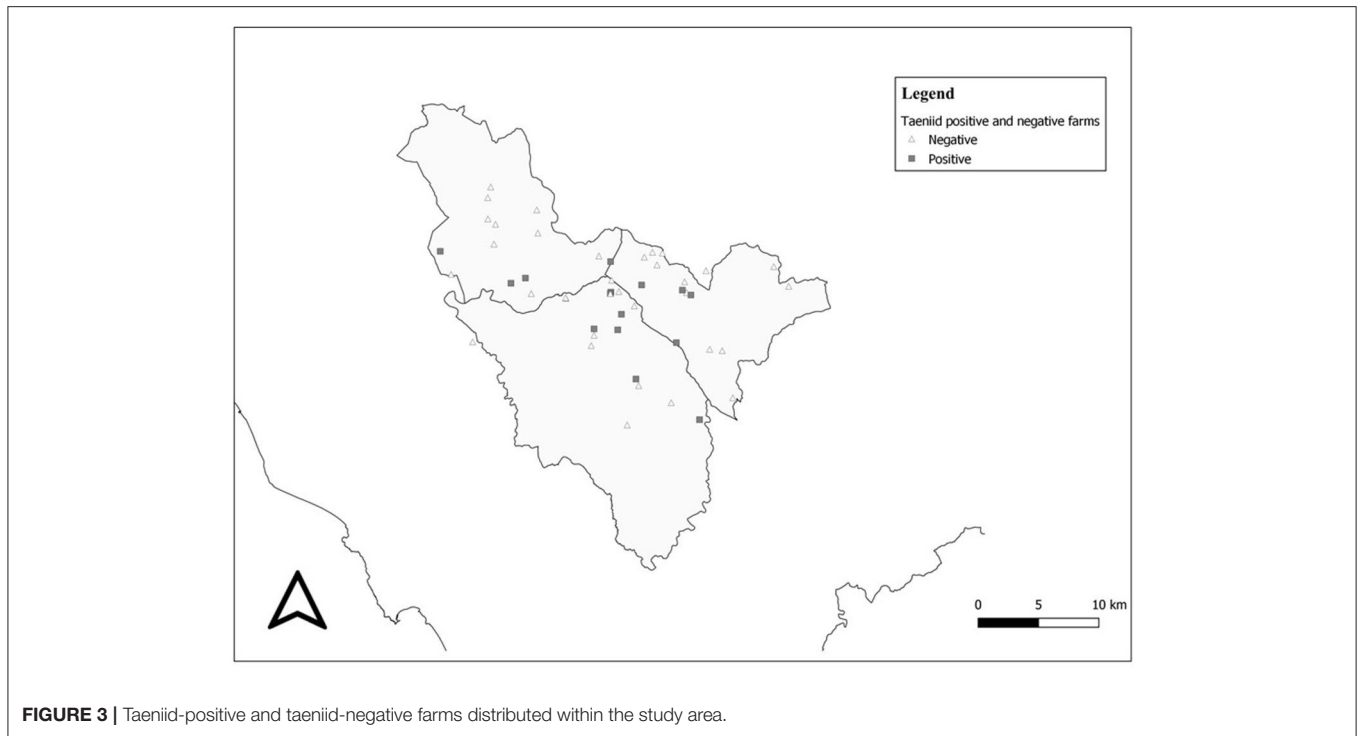 Legend
Taeniid positive and negative farms
Negative
Positive
0 5 10 km
FIGURE 3 | Taeniid-positive and taeniid-negative farms distributed within the study area.